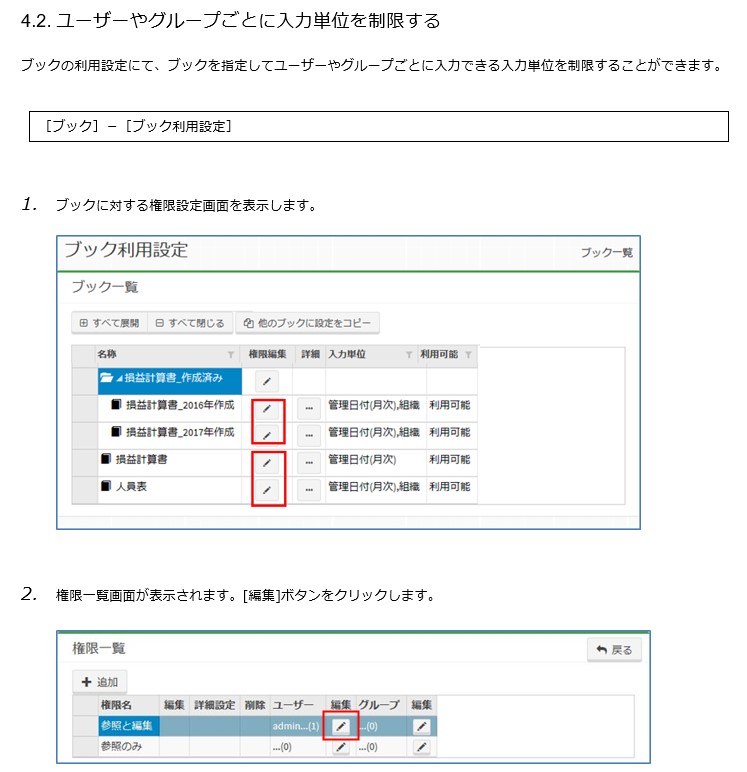 4.2. ユーザーやグループごとに入力単位を制限する
ブックの利用設定にて、ブックを指定してユーザーやグループごとに入力できる入力単位を制限することができます。
［ブック］－［ブック利用設定］
1. ブックに対する権限設定画面を表示します。
ブック利用設定 ブック一覧
ブック一覧
すべて展開 すべて閉じる 他のブックに設定をコピー
名称 権限編集 詳細 入力単位 利用可能
損益計算書_作成済み
損益計算書_2016年作成 ... 管理日付(月次),組織 利用可能
損益計算書_2017年作成 ... 管理日付(月次),組織 利用可能
損益計算書 ... 管理日付(月次) 利用可能
人員表 ... 管理日付(月次),組織 利用可能
2. 権限一覧画面が表示されます。[編集]ボタンをクリックします。
権限一覧 戻る
追加
権限名 編集 詳細設定 削除 ユーザー 編集 グループ 編集
参照と編集 admin...(1) ...(0)
参照のみ ...(0) ...(0)